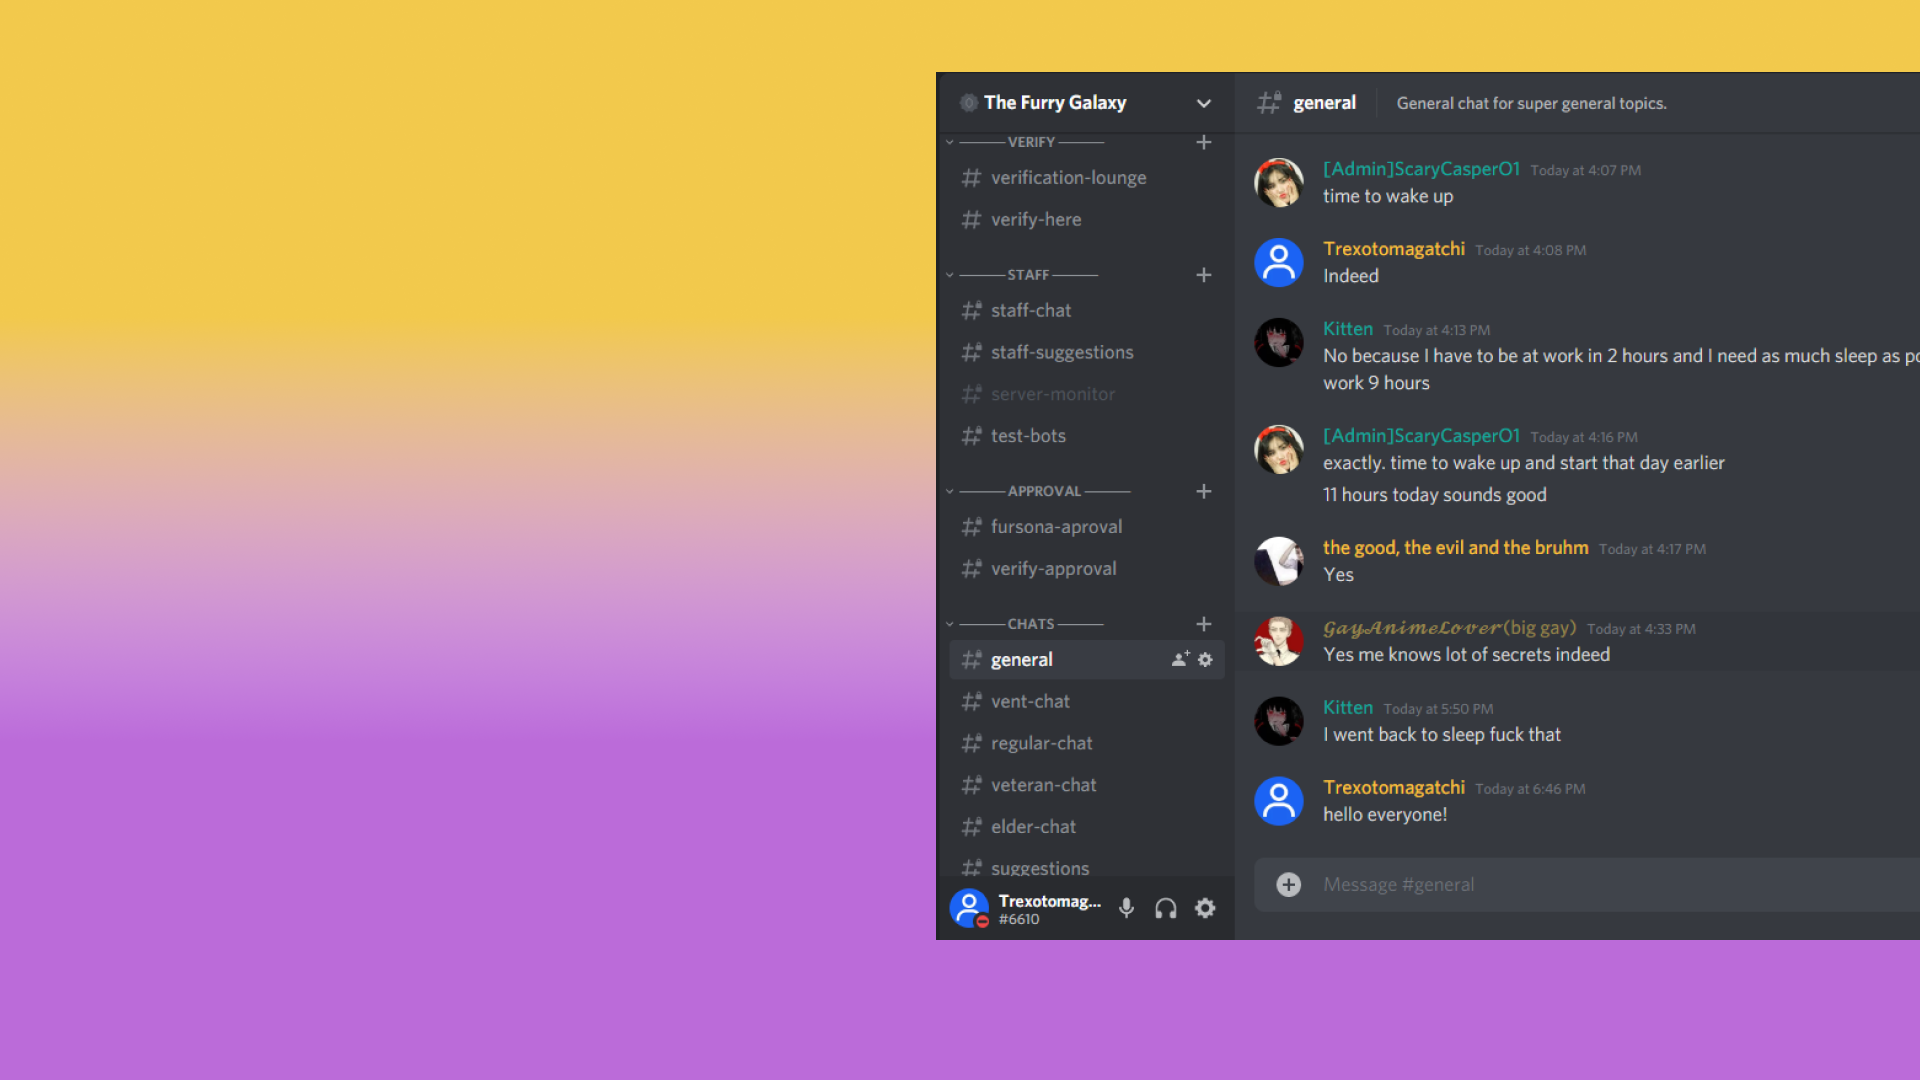 The Furry Galaxy
VERIFY
verification-lounge
verify-here
STAFF
staff-chat
staff-suggestions
server-monitor
test-bots
APPROVAL
fursona-aproval
verify-approval
CHATS
general
vent-chat
regular-chat
veteran-chat
elder-chat
suggestions
Trexotomag...
#6610
general
General chat for super general topics.
[Admin]ScaryCasper01 Today at 4:07 PM
time to wake up
Trexotomagatchi Today at 4:08 PM
Indeed
Kitten Today at 4:13 PM
No because I have to be at work in 2 hours and I need as much sleep as
work 9 hours
[Admin]ScaryCasper01 Today at 4:16 PM
exactly. time to wake up and start that day earlier
11 hours today sounds good
the good, the evil and the bruhm Today at 4:17 PM
Yes
𝓖𝓪𝔂𝓐𝓷𝓲𝓶𝓮𝓛𝓸𝓿𝓮𝓻(big gay) Today at 4:33 PM
Yes me knows lot of secrets indeed
Kitten Today at 5:50 PM
I went back to sleep fuck that
Trexotomagatchi Today at 6:46 PM
hello everyone!
Message #general